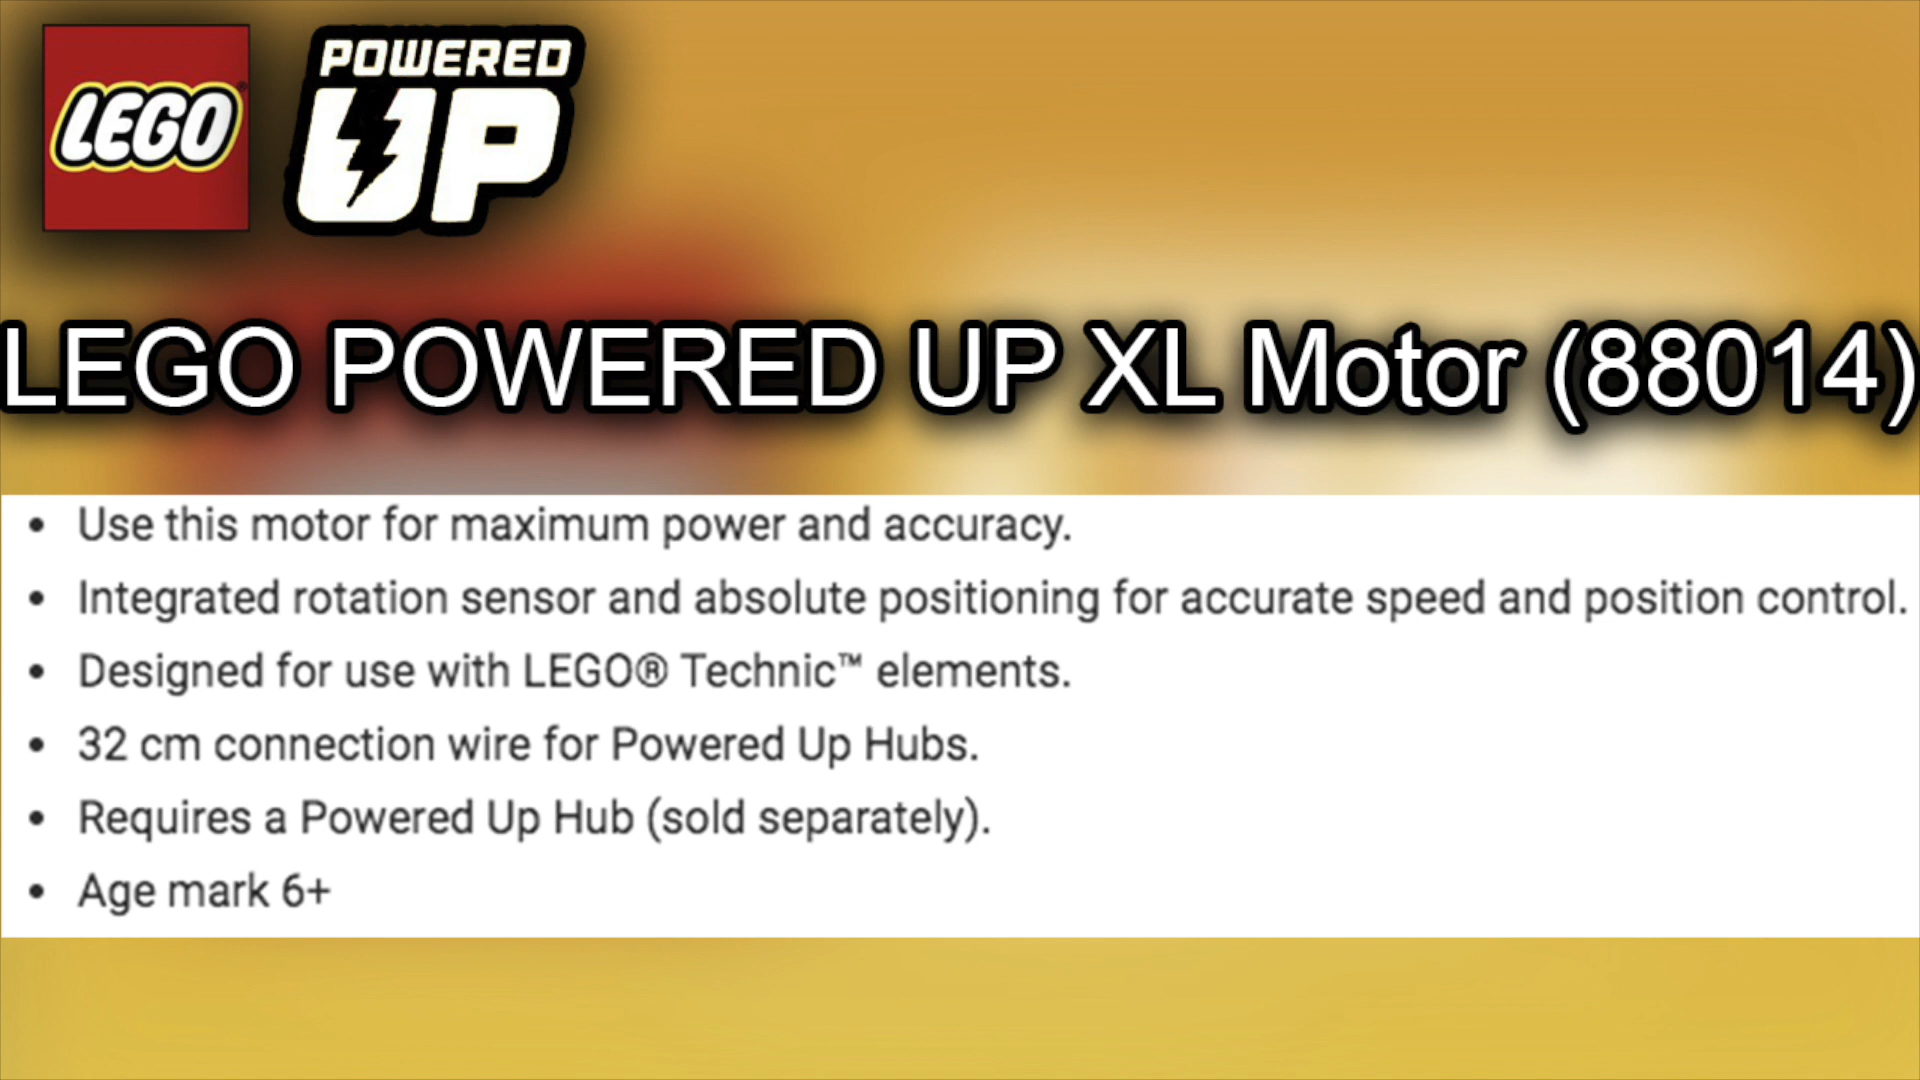 LEGO®
POWERED
UP
LEGO POWERED UP XL Motor (88014)
• Use this motor for maximum power and accuracy.
• Integrated rotation sensor and absolute positioning for accurate speed and position control.
• Designed for use with LEGO® Technic™ elements.
• 32 cm connection wire for Powered Up Hubs.
• Requires a Powered Up Hub (sold separately).
• Age mark 6+